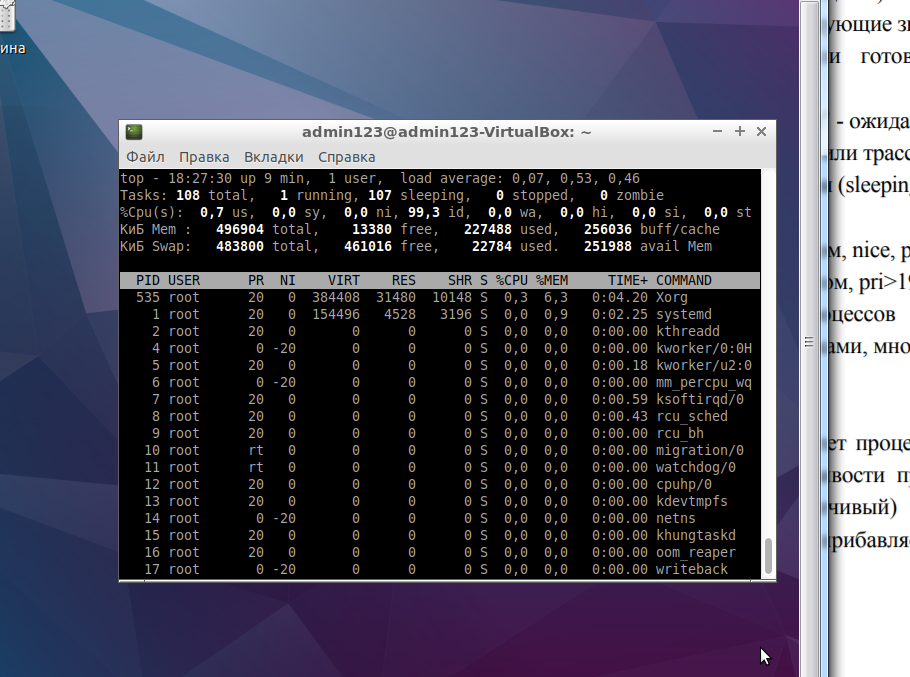 ина
admin123@admin123-VirtualBox: ~
Файл Правка Вкладки Справка
top - 18:27:30 up 9 min,  1 user,  load average: 0,07, 0,53, 0,46
Tasks: 108 total,   1 running, 107 sleeping,   0 stopped,   0 zombie
%Cpu(s):  0,7 us,  0,0 sy,  0,0 ni, 99,3 id,  0,0 wa,  0,0 hi,  0,0 si,  0,0 st
КиБ Mem :   496904 total,    13380 free,   227488 used,   256036 buff/cache
КиБ Swap:   483800 total,   461016 free,    22784 used.   251988 avail Mem
PID USER PR NI VIRT RES SHR S %CPU %MEM TIME+ COMMAND
535 root 20 0 384408 31480 10148 S 0,3 6,3 0:04.20 Xorg
1 root 20 0 154496 4528 3196 S 0,0 0,9 0:02.25 systemd
2 root 20 0 0 0 0 S 0,0 0,0 0:00.00 kthreadd
4 root 0 -20 0 0 0 S 0,0 0,0 0:00.00 kworker/0:0H
5 root 20 0 0 0 0 S 0,0 0,0 0:00.18 kworker/u2:0
6 root 0 -20 0 0 0 S 0,0 0,0 0:00.00 mm_percpu_wq
7 root 20 0 0 0 0 S 0,0 0,0 0:00.59 ksoftirqd/0
8 root 20 0 0 0 0 S 0,0 0,0 0:00.43 rcu_sched
9 root 20 0 0 0 0 S 0,0 0,0 0:00.00 rcu_bh
10 root rt 0 0 0 0 S 0,0 0,0 0:00.00 migration/0
11 root rt 0 0 0 0 S 0,0 0,0 0:00.00 watchdog/0
12 root 20 0 0 0 0 S 0,0 0,0 0:00.00 cpuhp/0
13 root 20 0 0 0 0 S 0,0 0,0 0:00.00 kdevtmpfs
14 root 0 -20 0 0 0 S 0,0 0,0 0:00.00 netns
15 root 20 0 0 0 0 S 0,0 0,0 0:00.00 khungtaskd
16 root 20 0 0 0 0 S 0,0 0,0 0:00.00 oom_reaper
17 root 0 -20 0 0 0 S 0,0 0,0 0:00.00 writeback
ующие з
и готов
- ожида
или трасс
(sleepin
м, nice, p
ом, pri>19
оцессов
ами, мно
ет проце
вости п
чивый)
прибавля